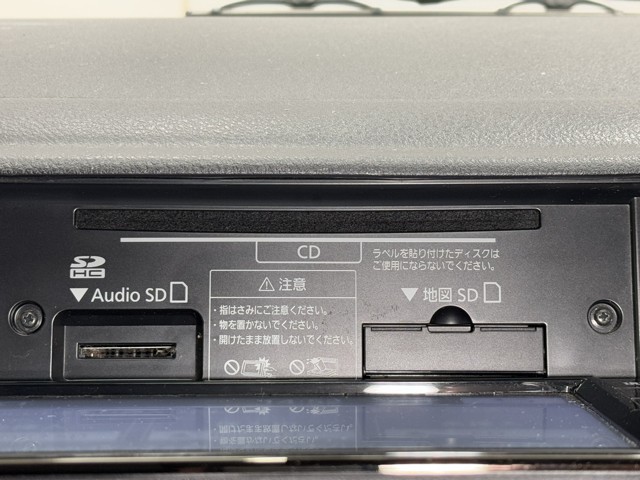 CD
ラベルを貼り付けたディスクは
ご使用にならないでください。
SD
HC
▼Audio SD
⚠注意
・指はさみにご注意ください。
・物を置かないでください。
・開けたまま放置しないでください。
▼地図 SD